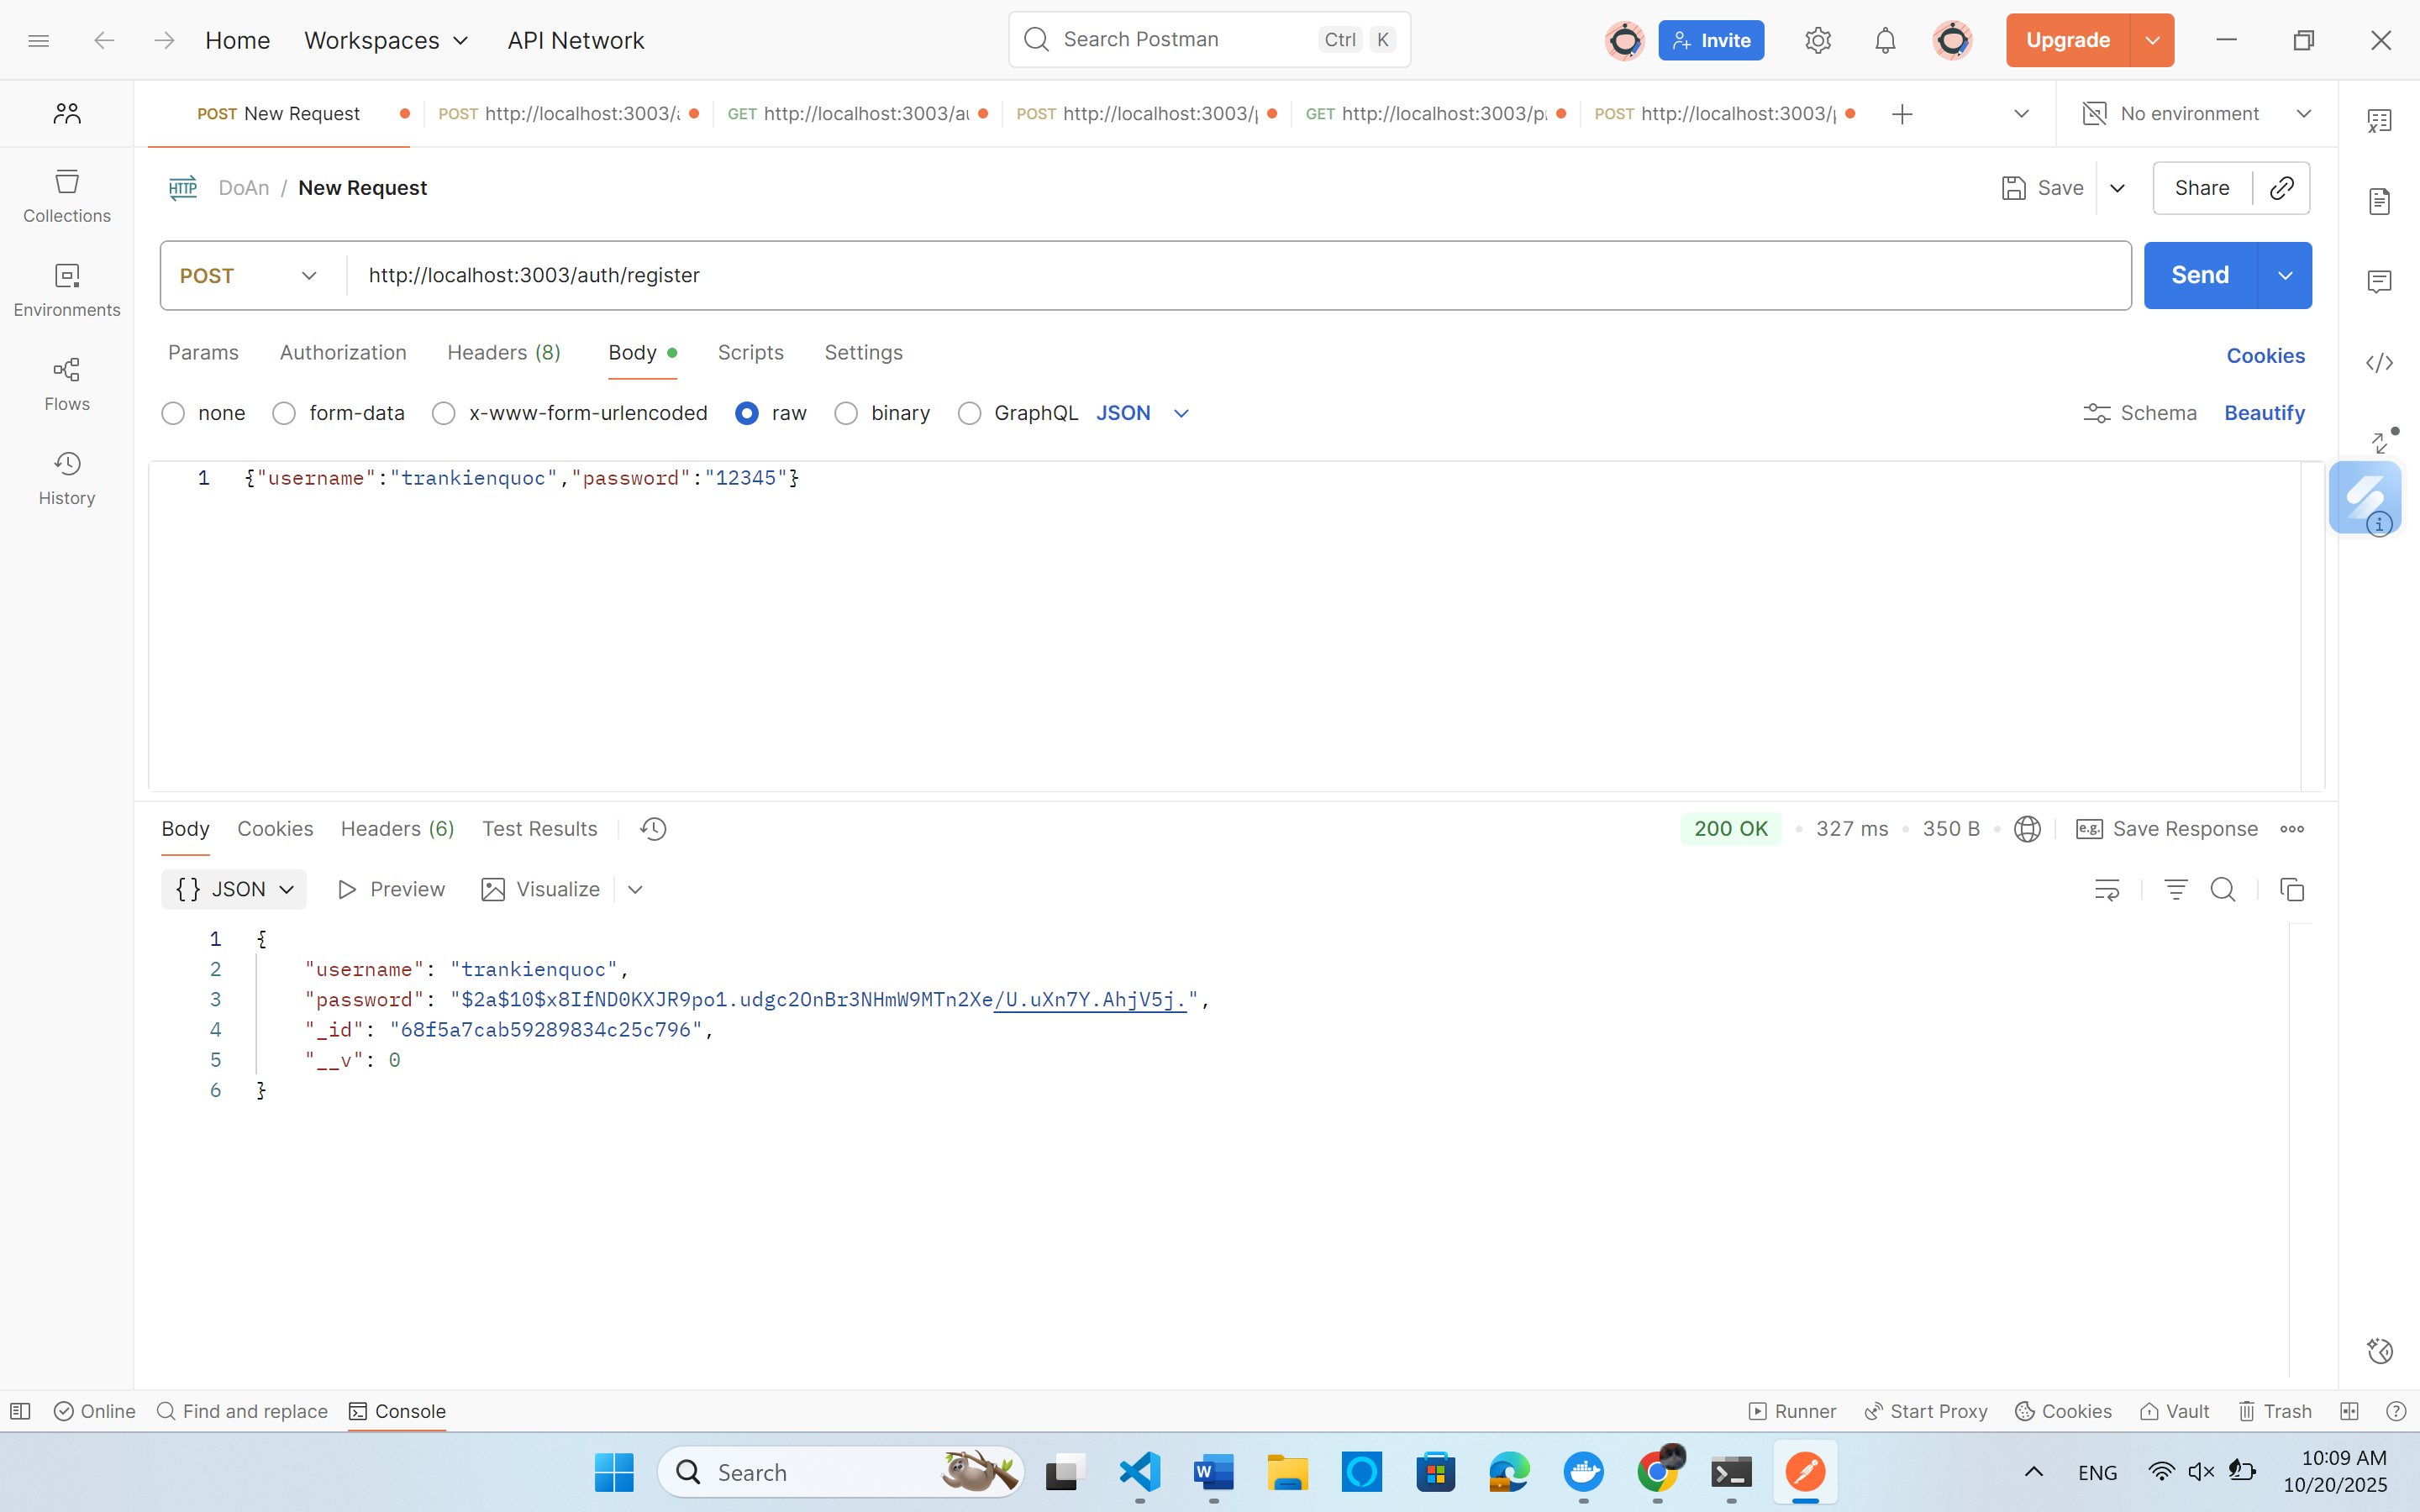 Home Workspaces API Network Search Postman Ctrl K Invite Upgrade
POST New Request POST http://localhost:3003/ GET http://localhost:3003/au POST http://localhost:3003/ GET http://localhost:3003/p POST http://localhost:3003/ No environment
HTTP DoAn / New Request Save Share
POST http://localhost:3003/auth/register Send
Collections
Environments
Flows
History
Params Authorization Headers (8) Body Scripts Settings Cookies
none form-data x-www-form-urlencoded raw binary GraphQL JSON Schema Beautify
1 {"username":"trankienquoc","password":"12345"}
Body Cookies Headers (6) Test Results 200 OK 327 ms 350 B e.g. Save Response
{} JSON Preview Visualize
1 {
2 "username": "trankienquoc",
3 "password": "$2a$10$x8IfND0KXJR9po1.udgc2OnBr3NHmW9MTn2Xe/U.uXn7Y.AhjV5j.",
4 "_id": "68f5a7cab59289834c25c796",
5 "__v": 0
6 }
Online Find and replace Console Runner Start Proxy Cookies Vault Trash
Search ENG 10:09 AM
10/20/2025